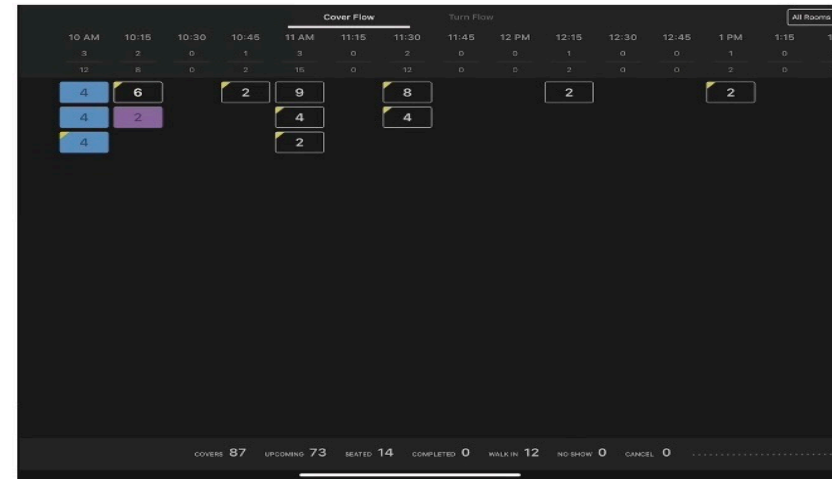 Cover Flow Turn Flow All Rooms
10 AM 10:15 10:30 10:45 11 AM 11:15 11:30 11:45 12 PM 12:15 12:30 12:45 1 PM 1:15
3 2 0 1 3 0 2 0 0 1 0 0 1 0
12 8 0 2 15 0 12 0 0 2 0 0 2 0
4 6 2 9 8 2 2
4 2 4 4
4 2
COVERS 87 UPCOMING 73 SEATED 14 COMPLETED 0 WALK IN 12 NO-SHOW 0 CANCEL 0